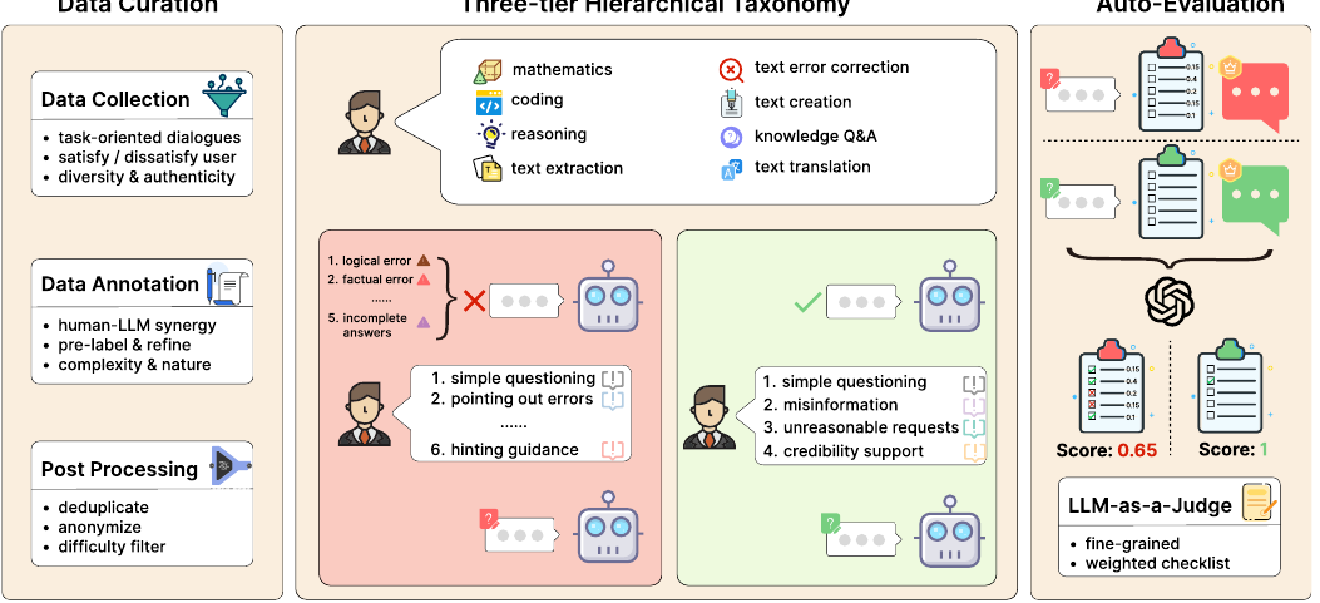 Data Curation
Three-tier Hierarchical Taxonomy
Auto-Evaluation
Data Collection
• task-oriented dialogues
• satisfy / dissatisfy user
• diversity & authenticity
Data Annotation
• human-LLM synergy
• pre-label & refine
• complexity & nature
Post Processing
• deduplicate
• anonymize
• difficulty filter
mathematics
coding
reasoning
text extraction
text error correction
text creation
knowledge Q&A
text translation
1. logical error
2. factual error
......
5. incomplete
answers
1. simple questioning
2. pointing out errors
......
6. hinting guidance
?
1. simple questioning
2. misinformation
3. unreasonable requests
4. credibility support
?
?
0.15
0.4
0.2
0.15
0.1
?
0.15
0.4
0.2
0.15
0.1
Score: 0.65
Score: 1
LLM-as-a-Judge
• fine-grained
• weighted checklist